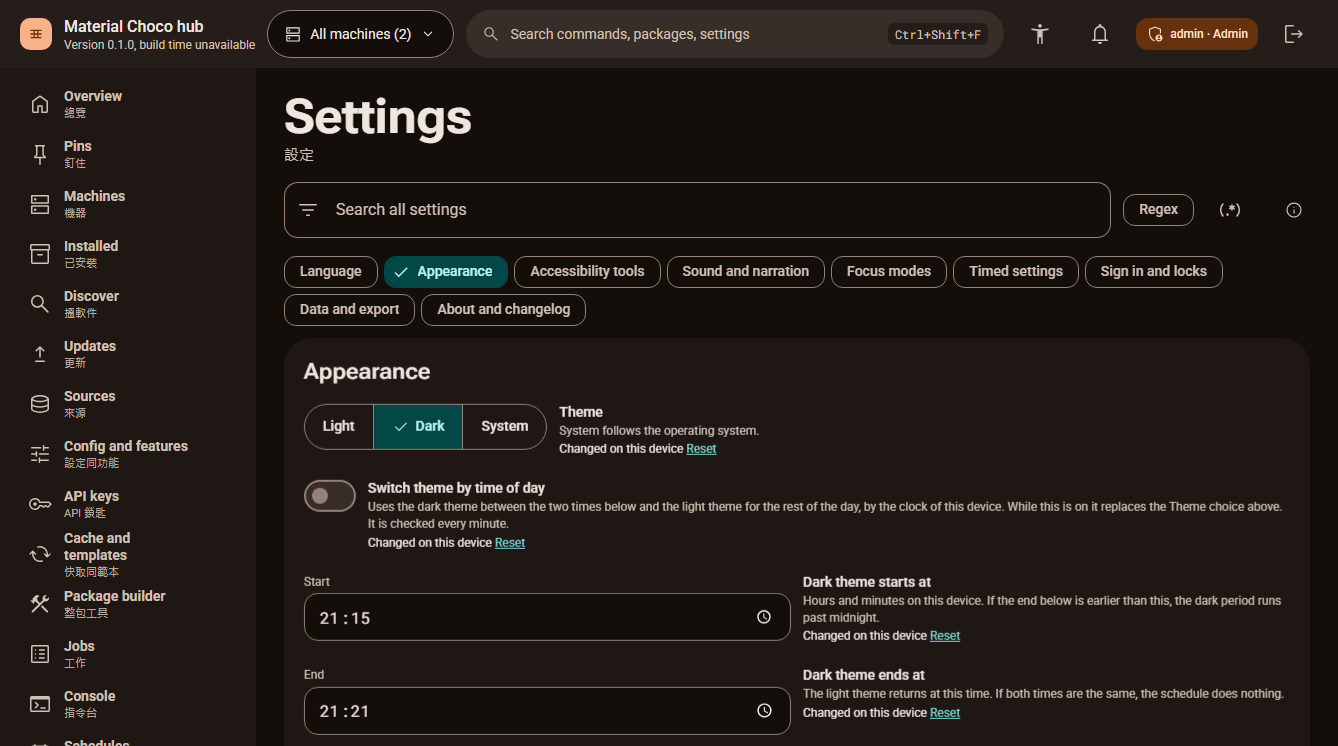 Material Choco hub
Version 0.1.0, build time unavailable
All machines (2)
Search commands, packages, settings
Ctrl+Shift+F
admin · Admin
Overview
總覽
Pins
釘住
Machines
機器
Installed
已安裝
Discover
搵軟件
Updates
更新
Sources
來源
Config and features
設定同功能
API keys
API 鎖匙
Cache and
templates
快取同範本
Package builder
整包工具
Jobs
工作
Console
指令台
Schedules
Settings
設定
Search all settings
Regex
(.*)
Language
Appearance
Accessibility tools
Sound and narration
Focus modes
Timed settings
Sign in and locks
Data and export
About and changelog
Appearance
Light
Dark
System
Theme
System follows the operating system.
Changed on this device Reset
Switch theme by time of day
Uses the dark theme between the two times below and the light theme for the rest of the day, by the clock of this device. While this is on it replaces the Theme choice above.
It is checked every minute.
Changed on this device Reset
Start
21:15
Dark theme starts at
Hours and minutes on this device. If the end below is earlier than this, the dark period runs
past midnight.
Changed on this device Reset
End
21:21
Dark theme ends at
The light theme returns at this time. If both times are the same, the schedule does nothing.
Changed on this device Reset